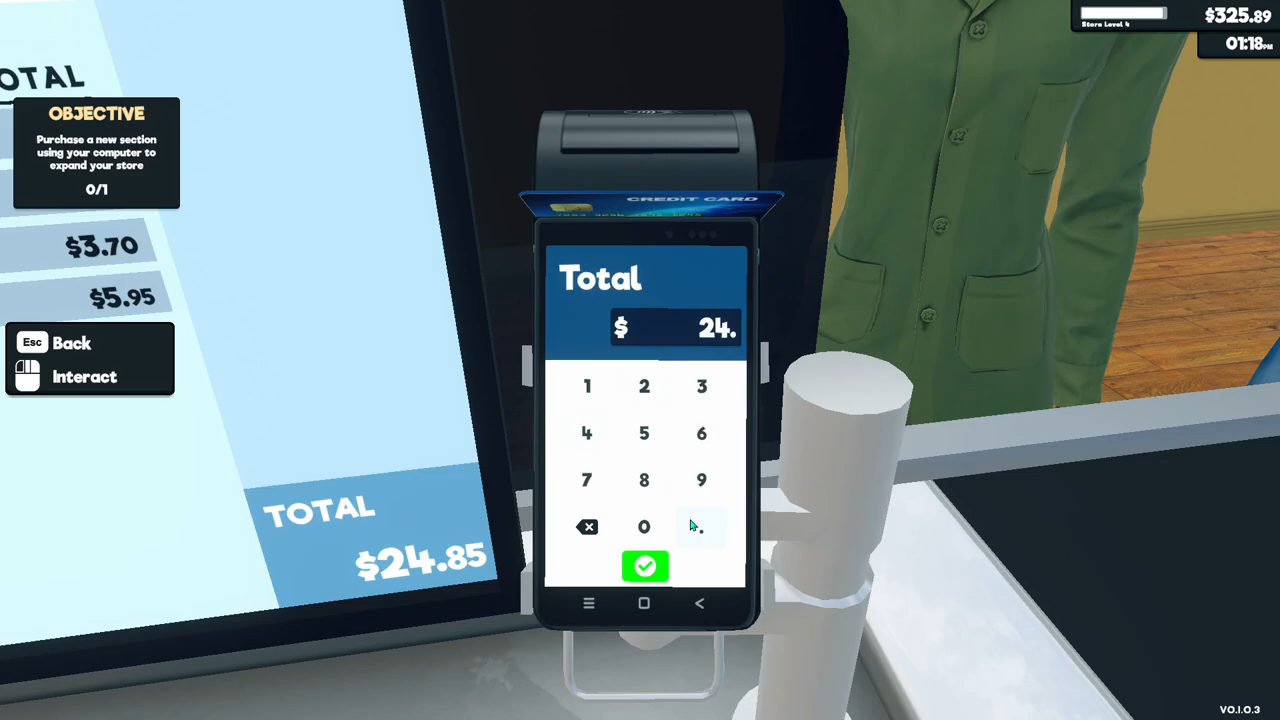 $325.89
Store Level 4
01:18PM
OTAL
OBJECTIVE
Purchase a new section
using your computer to
expand your store
0/1
$3.70
$5.95
Esc Back
Interact
TOTAL
$24.85
CREDIT CARD
Total
$ 24.
1 2 3
4 5 6
7 8 9
0 .
V0.1.0.3